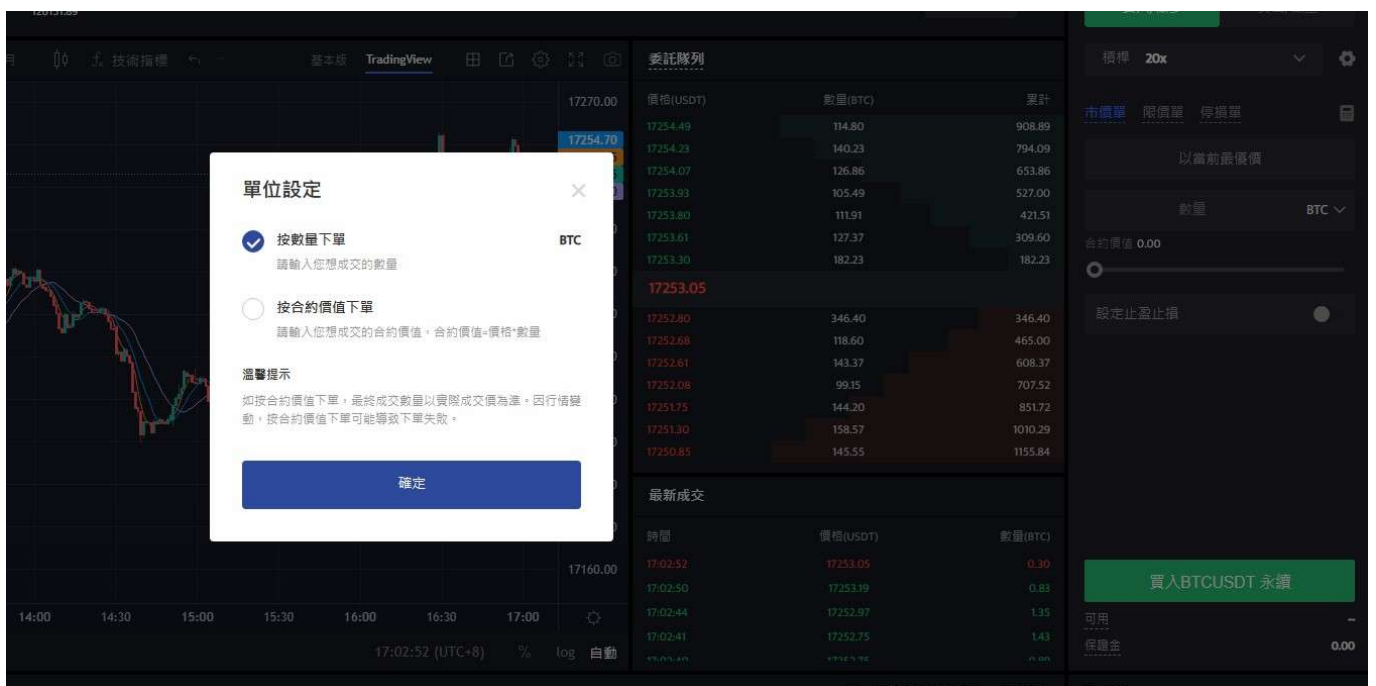 月 技術指標 基本版 TradingView
17270.00
17254.70
17160.00
14:00 14:30 15:00 15:30 16:00 16:30 17:00
17:02:52 (UTC+8) % log 自動
單位設定
按數量下單 BTC
請輸入您想成交的數量
按合約價值下單
請輸入您想成交的合約價值，合約價值=價格*數量
溫馨提示
如按合約價值下單，最終成交數量以實際成交價為準。因行情變
動，按合約價值下單可能導致下單失敗。
確定
委託隊列
價格(USDT) 數量(BTC) 累計
17254.49 114.80 908.89
17254.23 140.23 794.09
17254.07 126.86 653.86
17253.93 105.49 527.00
17253.80 111.91 421.51
17253.61 127.37 309.60
17253.30 182.23 182.23
17253.05
17252.80 346.40 346.40
17252.68 118.60 465.00
17252.61 143.37 608.37
17252.08 99.15 707.52
17251.75 144.20 851.72
17251.30 158.57 1010.29
17250.85 145.55 1155.84
最新成交
時間 價格(USDT) 數量(BTC)
17:02:52 17253.05 0.30
17:02:50 17253.19 0.83
17:02:44 17252.97 1.35
17:02:41 17252.75 1.43
槓桿 20x
市價單 限價單 停損單
以當前最優價
數量 BTC
合約價值 0.00
設定止盈止損
買入BTCUSDT 永續
可用 --
保證金 0.00